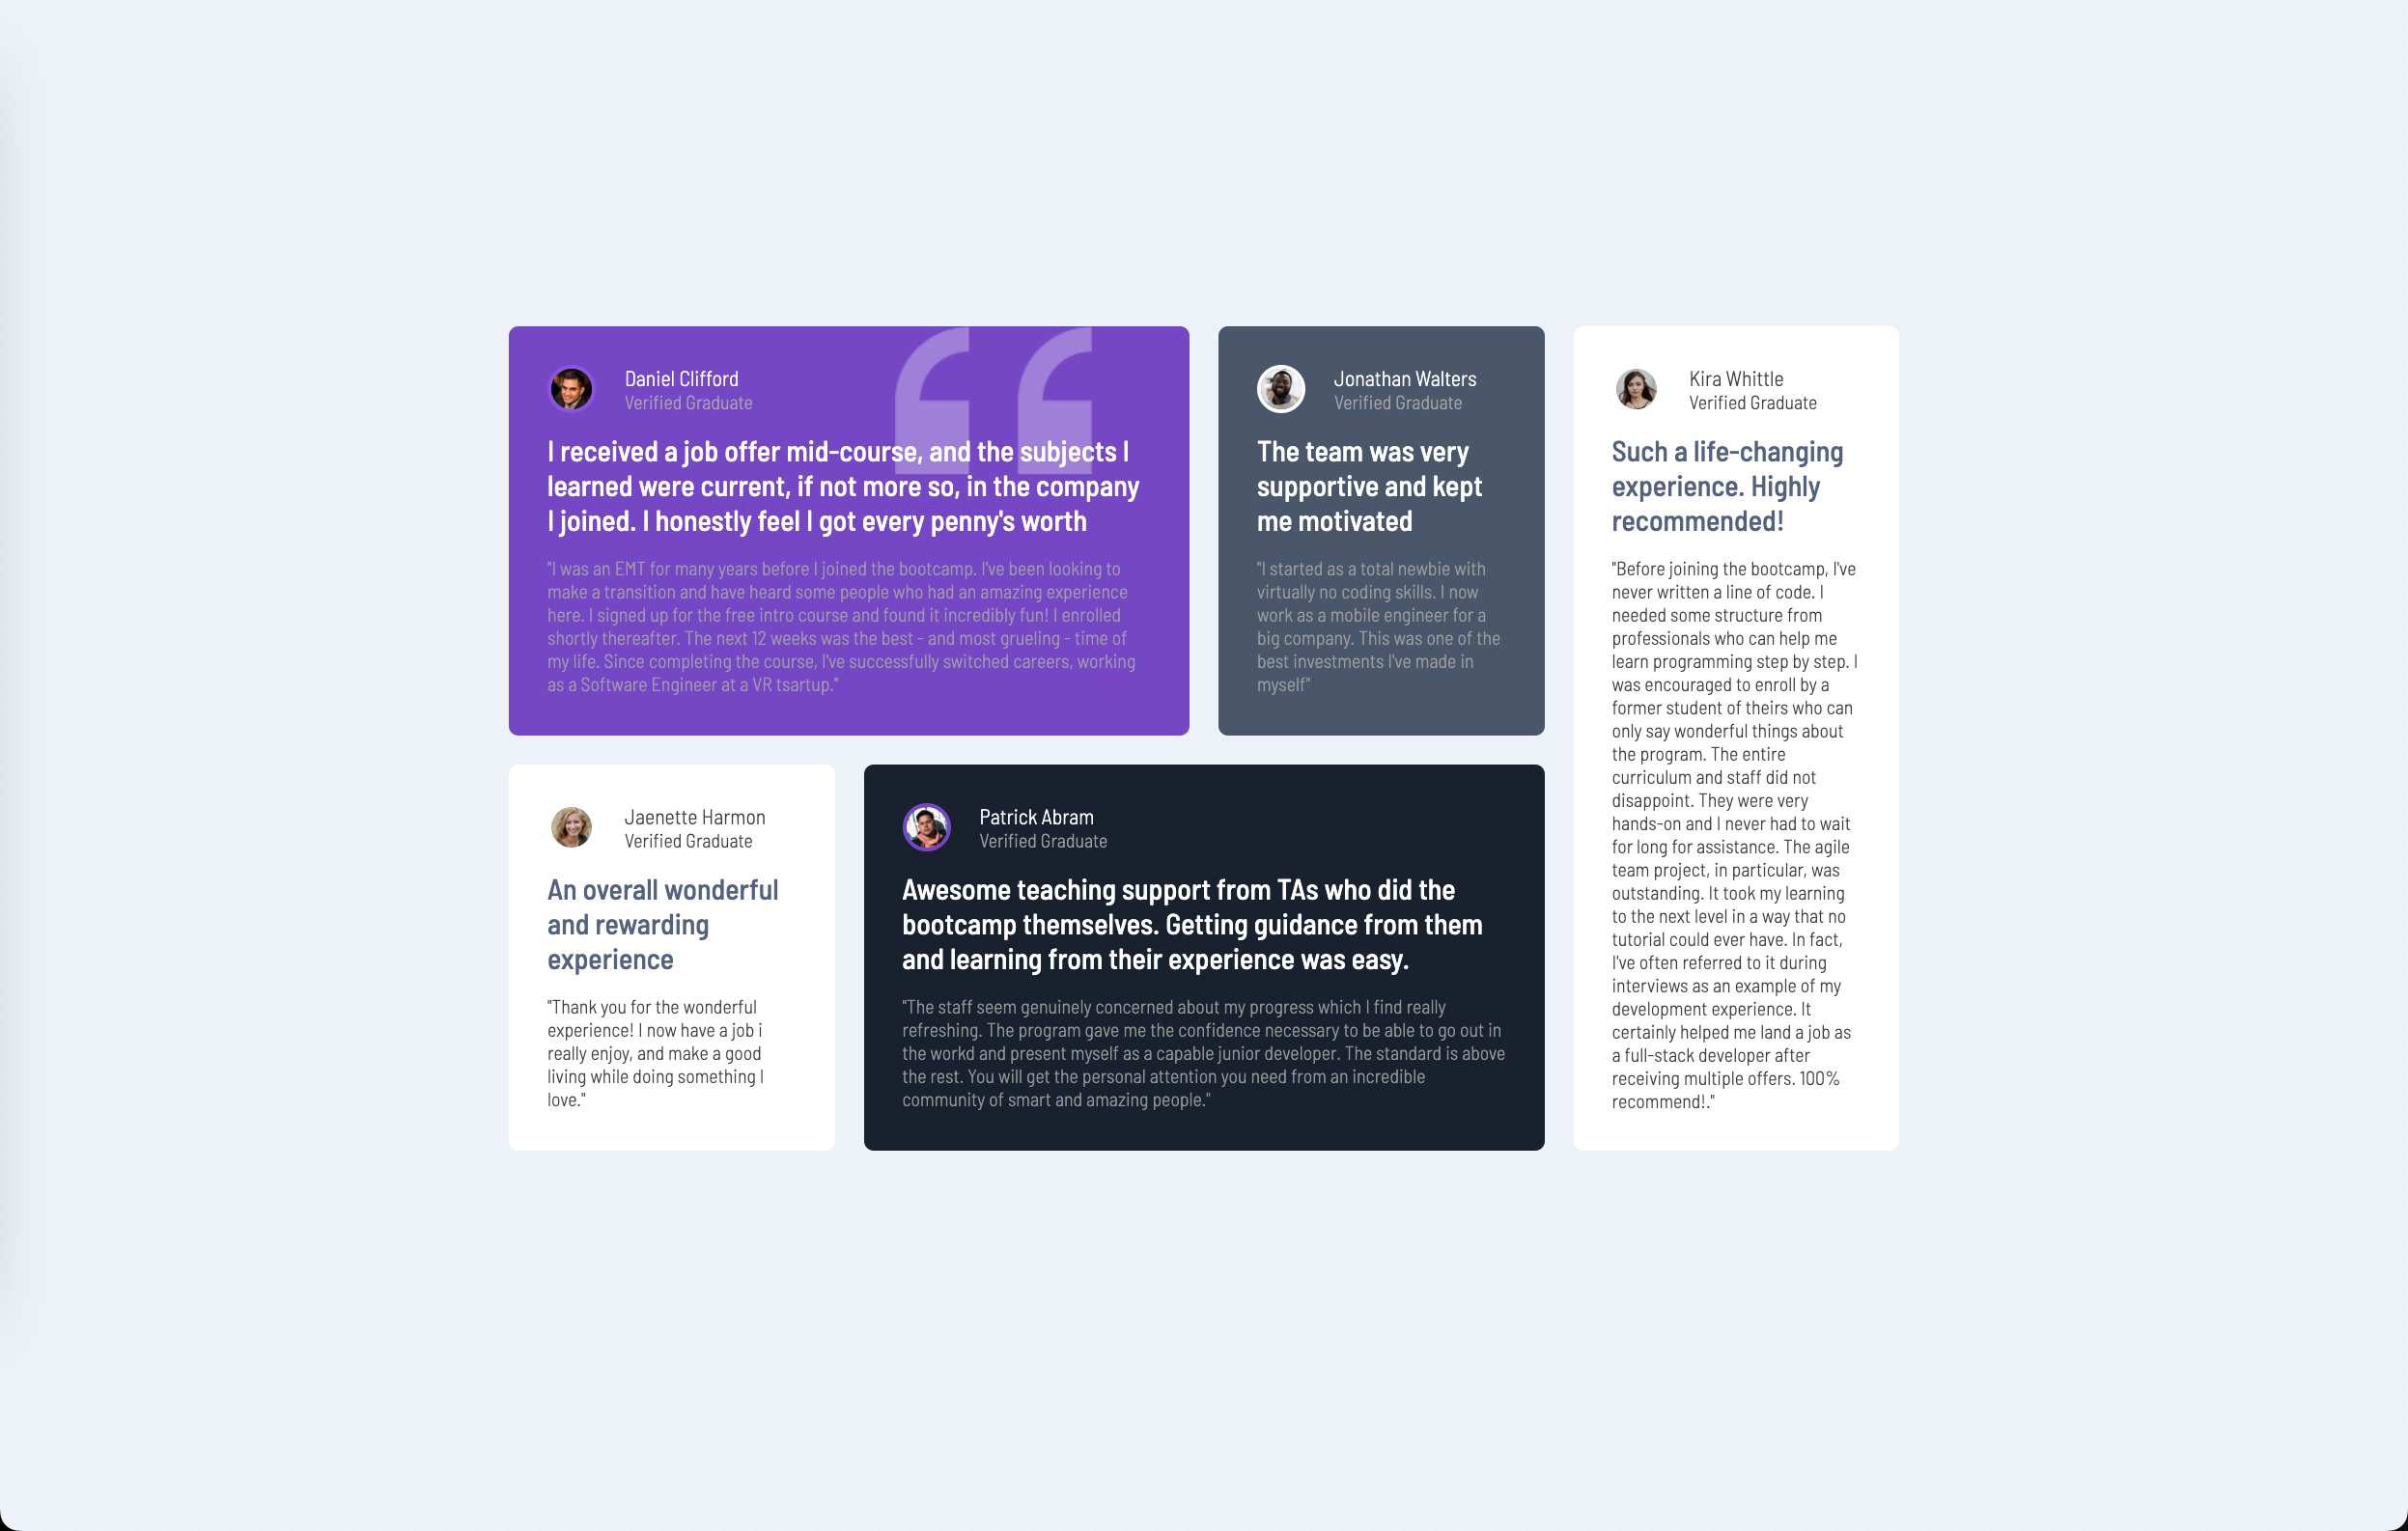 Daniel Clifford
Verified Graduate
I received a job offer mid-course, and the subjects I
learned were current, if not more so, in the company
I joined. I honestly feel I got every penny's worth
"I was an EMT for many years before I joined the bootcamp. I've been looking to
make a transition and have heard some people who had an amazing experience
here. I signed up for the free intro course and found it incredibly fun! I enrolled
shortly thereafter. The next 12 weeks was the best - and most grueling - time of
my life. Since completing the course, I've successfully switched careers, working
as a Software Engineer at a VR tsartup."
Jonathan Walters
Verified Graduate
The team was very
supportive and kept
me motivated
"I started as a total newbie with
virtually no coding skills. I now
work as a mobile engineer for a
big company. This was one of the
best investments I've made in
myself"
Kira Whittle
Verified Graduate
Such a life-changing
experience. Highly
recommended!
"Before joining the bootcamp, I've
never written a line of code. I
needed some structure from
professionals who can help me
learn programming step by step. I
was encouraged to enroll by a
former student of theirs who can
only say wonderful things about
the program. The entire
curriculum and staff did not
disappoint. They were very
hands-on and I never had to wait
for long for assistance. The agile
team project, in particular, was
outstanding. It took my learning
to the next level in a way that no
tutorial could ever have. In fact,
I've often referred to it during
interviews as an example of my
development experience. It
certainly helped me land a job as
a full-stack developer after
receiving multiple offers. 100%
recommend!."
Jaenette Harmon
Verified Graduate
An overall wonderful
and rewarding
experience
"Thank you for the wonderful
experience! I now have a job i
really enjoy, and make a good
living while doing something I
love."
Patrick Abram
Verified Graduate
Awesome teaching support from TAs who did the
bootcamp themselves. Getting guidance from them
and learning from their experience was easy.
"The staff seem genuinely concerned about my progress which I find really
refreshing. The program gave me the confidence necessary to be able to go out in
the workd and present myself as a capable junior developer. The standard is above
the rest. You will get the personal attention you need from an incredible
community of smart and amazing people."